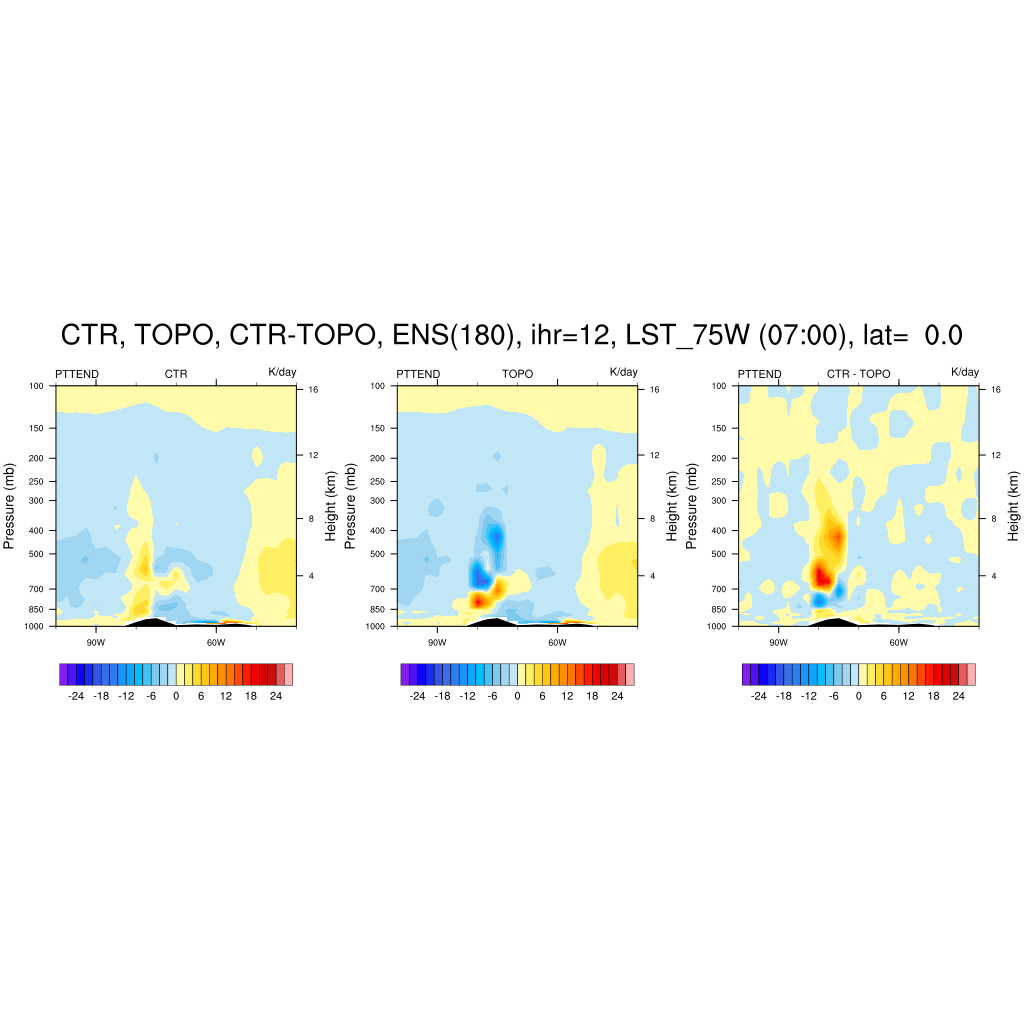 CTR, TOPO, CTR-TOPO, ENS(180), ihr=12, LST_75W (07:00), lat= 0.0
PTTEND CTR K/day
100
150
200
250
300
400
500
700
850
1000
Pressure (mb)
16
12
8
4
Height (km)
90W 60W
-24 -18 -12 -6 0 6 12 18 24
PTTEND TOPO K/day
100
150
200
250
300
400
500
700
850
1000
Pressure (mb)
16
12
8
4
Height (km)
90W 60W
-24 -18 -12 -6 0 6 12 18 24
PTTEND CTR - TOPO K/day
100
150
200
250
300
400
500
700
850
1000
Pressure (mb)
16
12
8
4
Height (km)
90W 60W
-24 -18 -12 -6 0 6 12 18 24